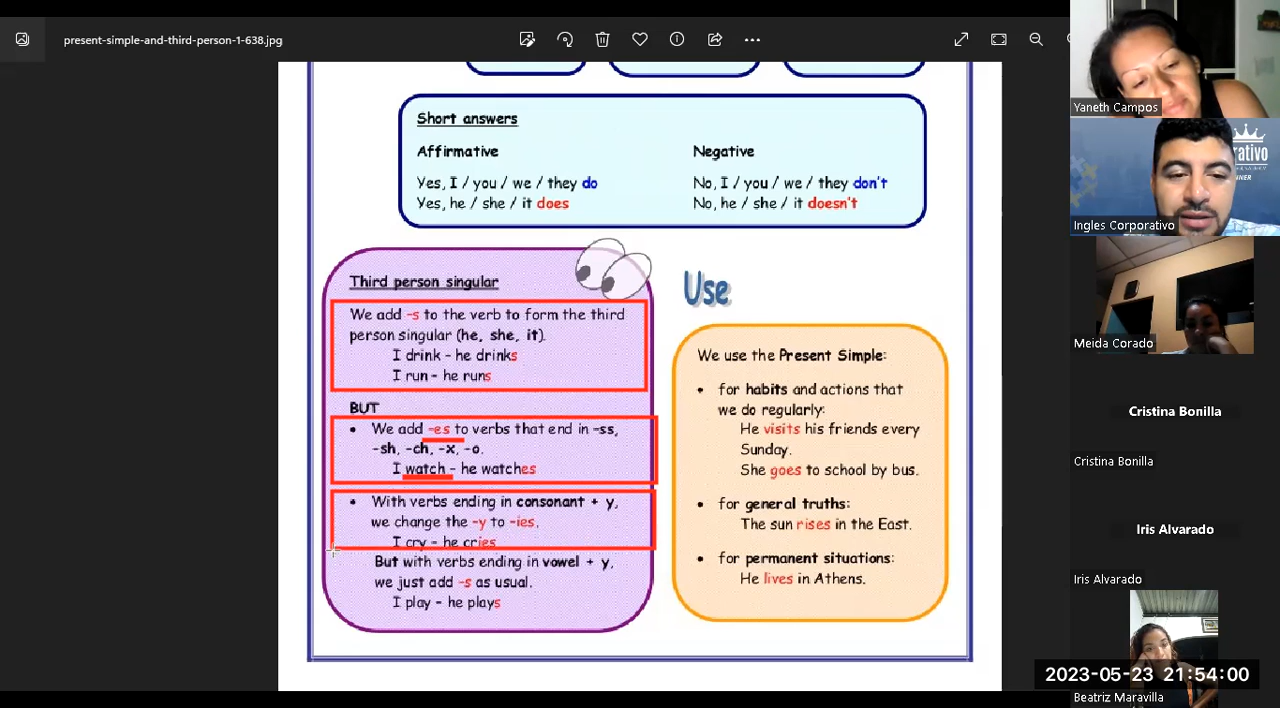 present-simple-and-third-person-1-638.jpg
Short answers
Affirmative
Yes, I / you / we / they do
Yes, he / she / it does
Negative
No, I / you / we / they don't
No, he / she / it doesn't
Third person singular
We add -s to the verb to form the third
person singular (he, she, it).
I drink - he drinks
I run - he runs
BUT
• We add -es to verbs that end in -ss,
-sh, -ch, -x, -o.
I watch - he watches
• With verbs ending in consonant + y,
we change the -y to -ies.
I cry - he cries
But with verbs ending in vowel + y,
we just add -s as usual.
I play - he plays
Use
We use the Present Simple:
• for habits and actions that
we do regularly:
He visits his friends every
Sunday.
She goes to school by bus.
• for general truths:
The sun rises in the East.
• for permanent situations:
He lives in Athens.
Yaneth Campos
rativo
NNER
Ingles Corporativo
Meida Corado
Cristina Bonilla
Cristina Bonilla
Iris Alvarado
Iris Alvarado
2023-05-23 21:54:00
Beatriz Maravilla